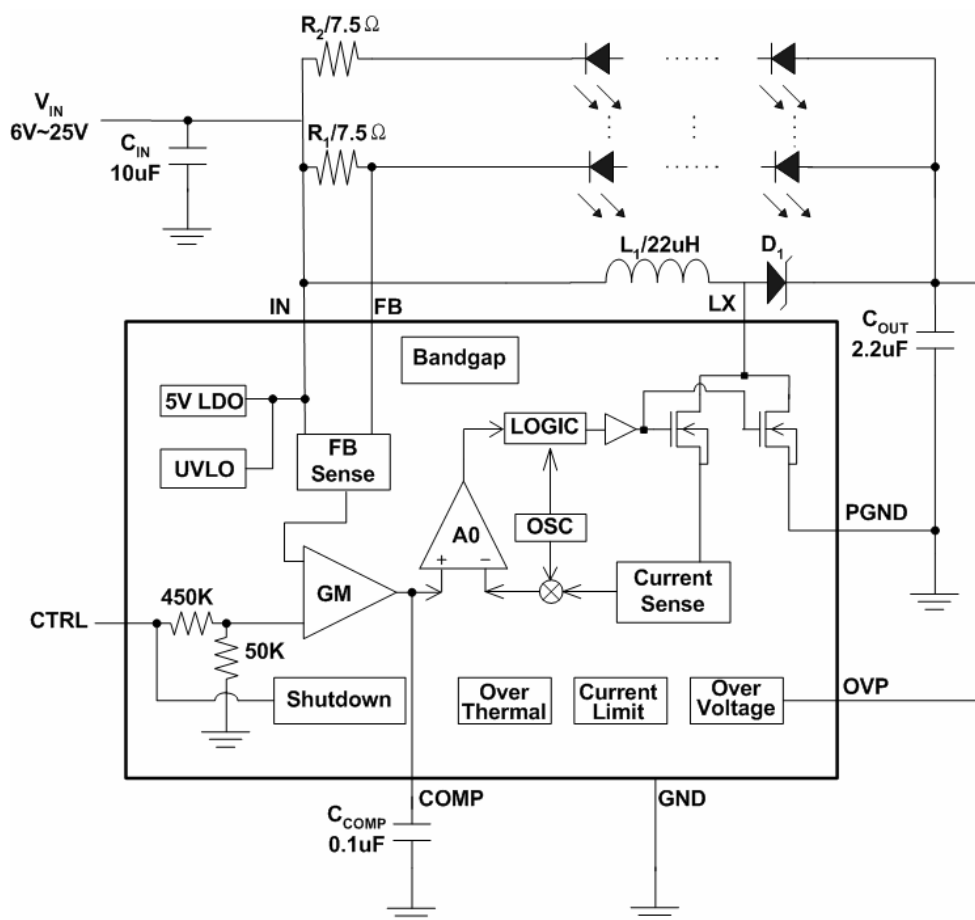 R2/7.5Ω
VIN
6V~25V
CIN
10uF
R1/7.5Ω
L1/22uH
D1
IN
FB
LX
COUT
2.2uF
Bandgap
5V LDO
UVLO
FB
Sense
LOGIC
OSC
A0
+
−
PGND
GM
Current
Sense
CTRL
450K
50K
Shutdown
Over
Thermal
Current
Limit
Over
Voltage
OVP
COMP
GND
CCOMP
0.1uF